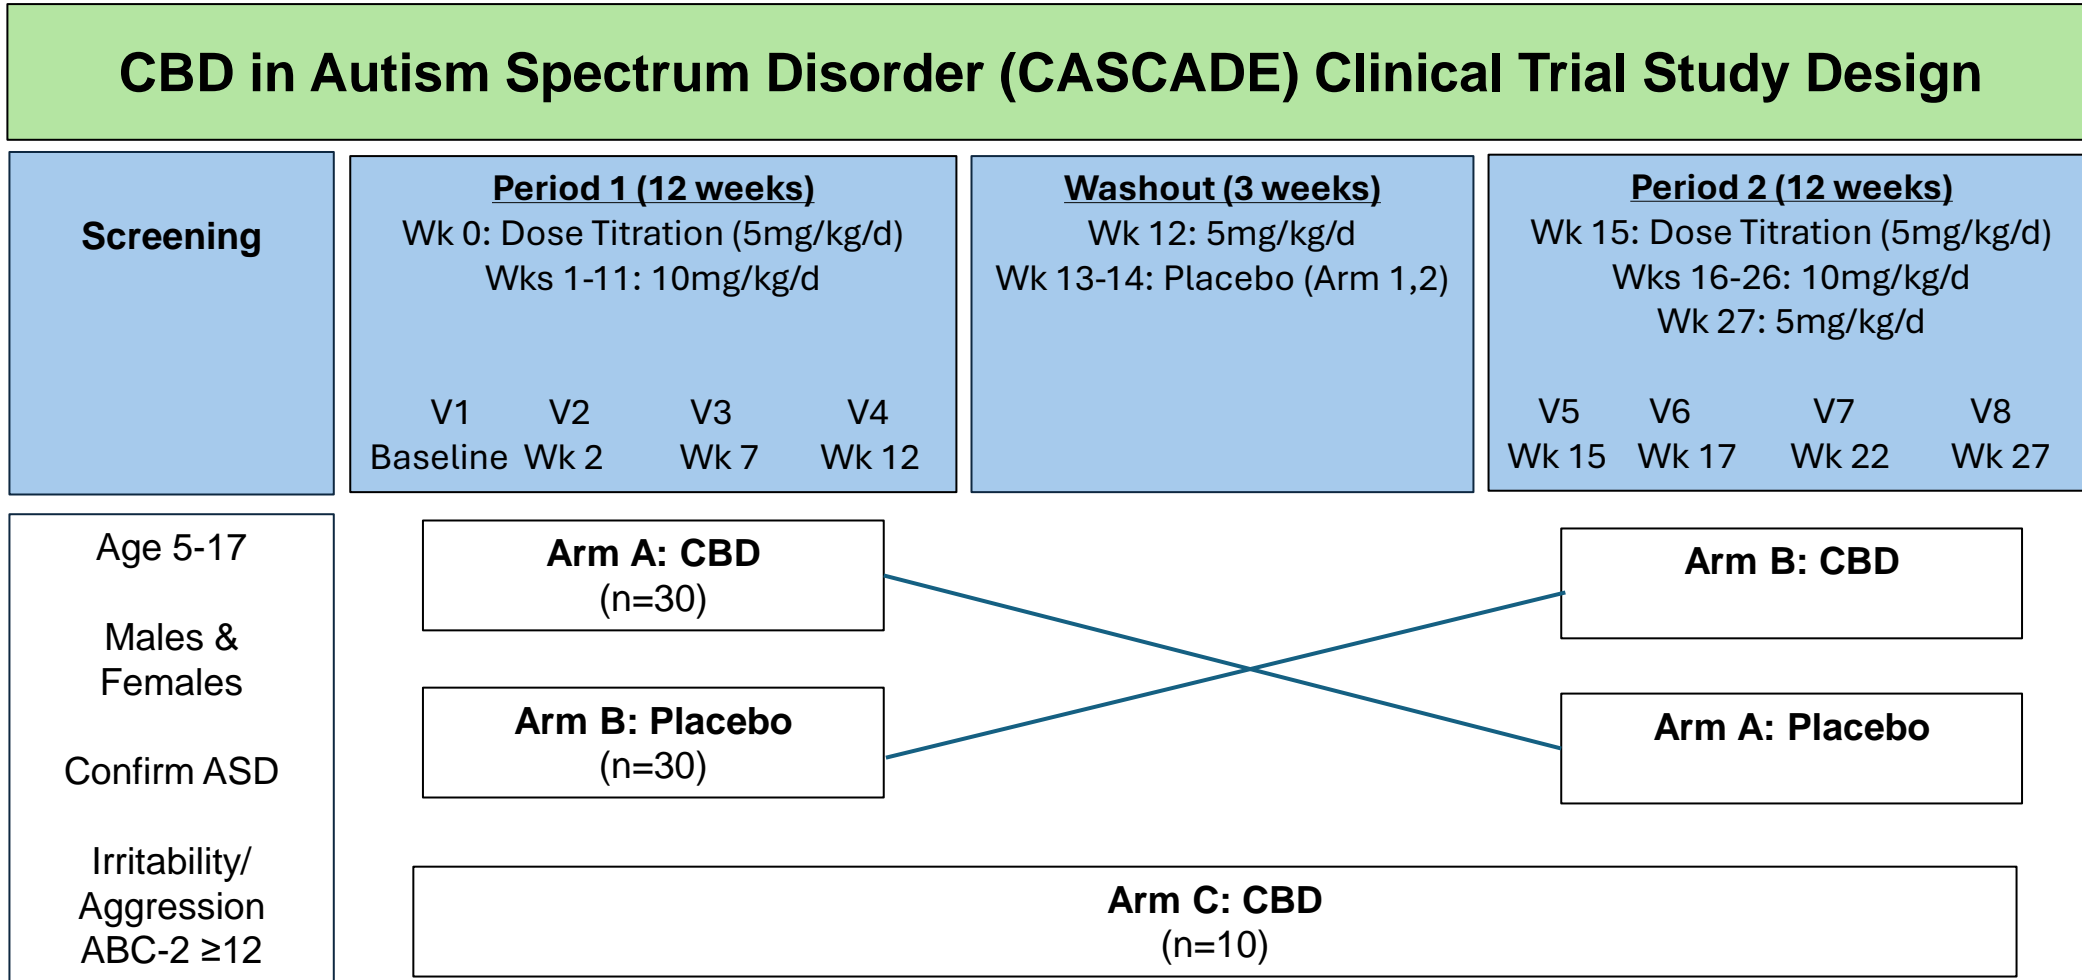 CBD in Autism Spectrum Disorder (CASCADE) Clinical Trial Study Design
Screening
Period 1 (12 weeks)
Wk 0: Dose Titration (5mg/kg/d)
Wks 1-11: 10mg/kg/d
V1 V2 V3 V4
Baseline Wk 2 Wk 7 Wk 12
Washout (3 weeks)
Wk 12: 5mg/kg/d
Wk 13-14: Placebo (Arm 1,2)
Period 2 (12 weeks)
Wk 15: Dose Titration (5mg/kg/d)
Wks 16-26: 10mg/kg/d
Wk 27: 5mg/kg/d
V5 V6 V7 V8
Wk 15 Wk 17 Wk 22 Wk 27
Age 5-17
Males &
Females
Confirm ASD
Irritability/
Aggression
ABC-2 ≥12
Arm A: CBD
(n=30)
Arm B: Placebo
(n=30)
Arm B: CBD
Arm A: Placebo
Arm C: CBD
(n=10)